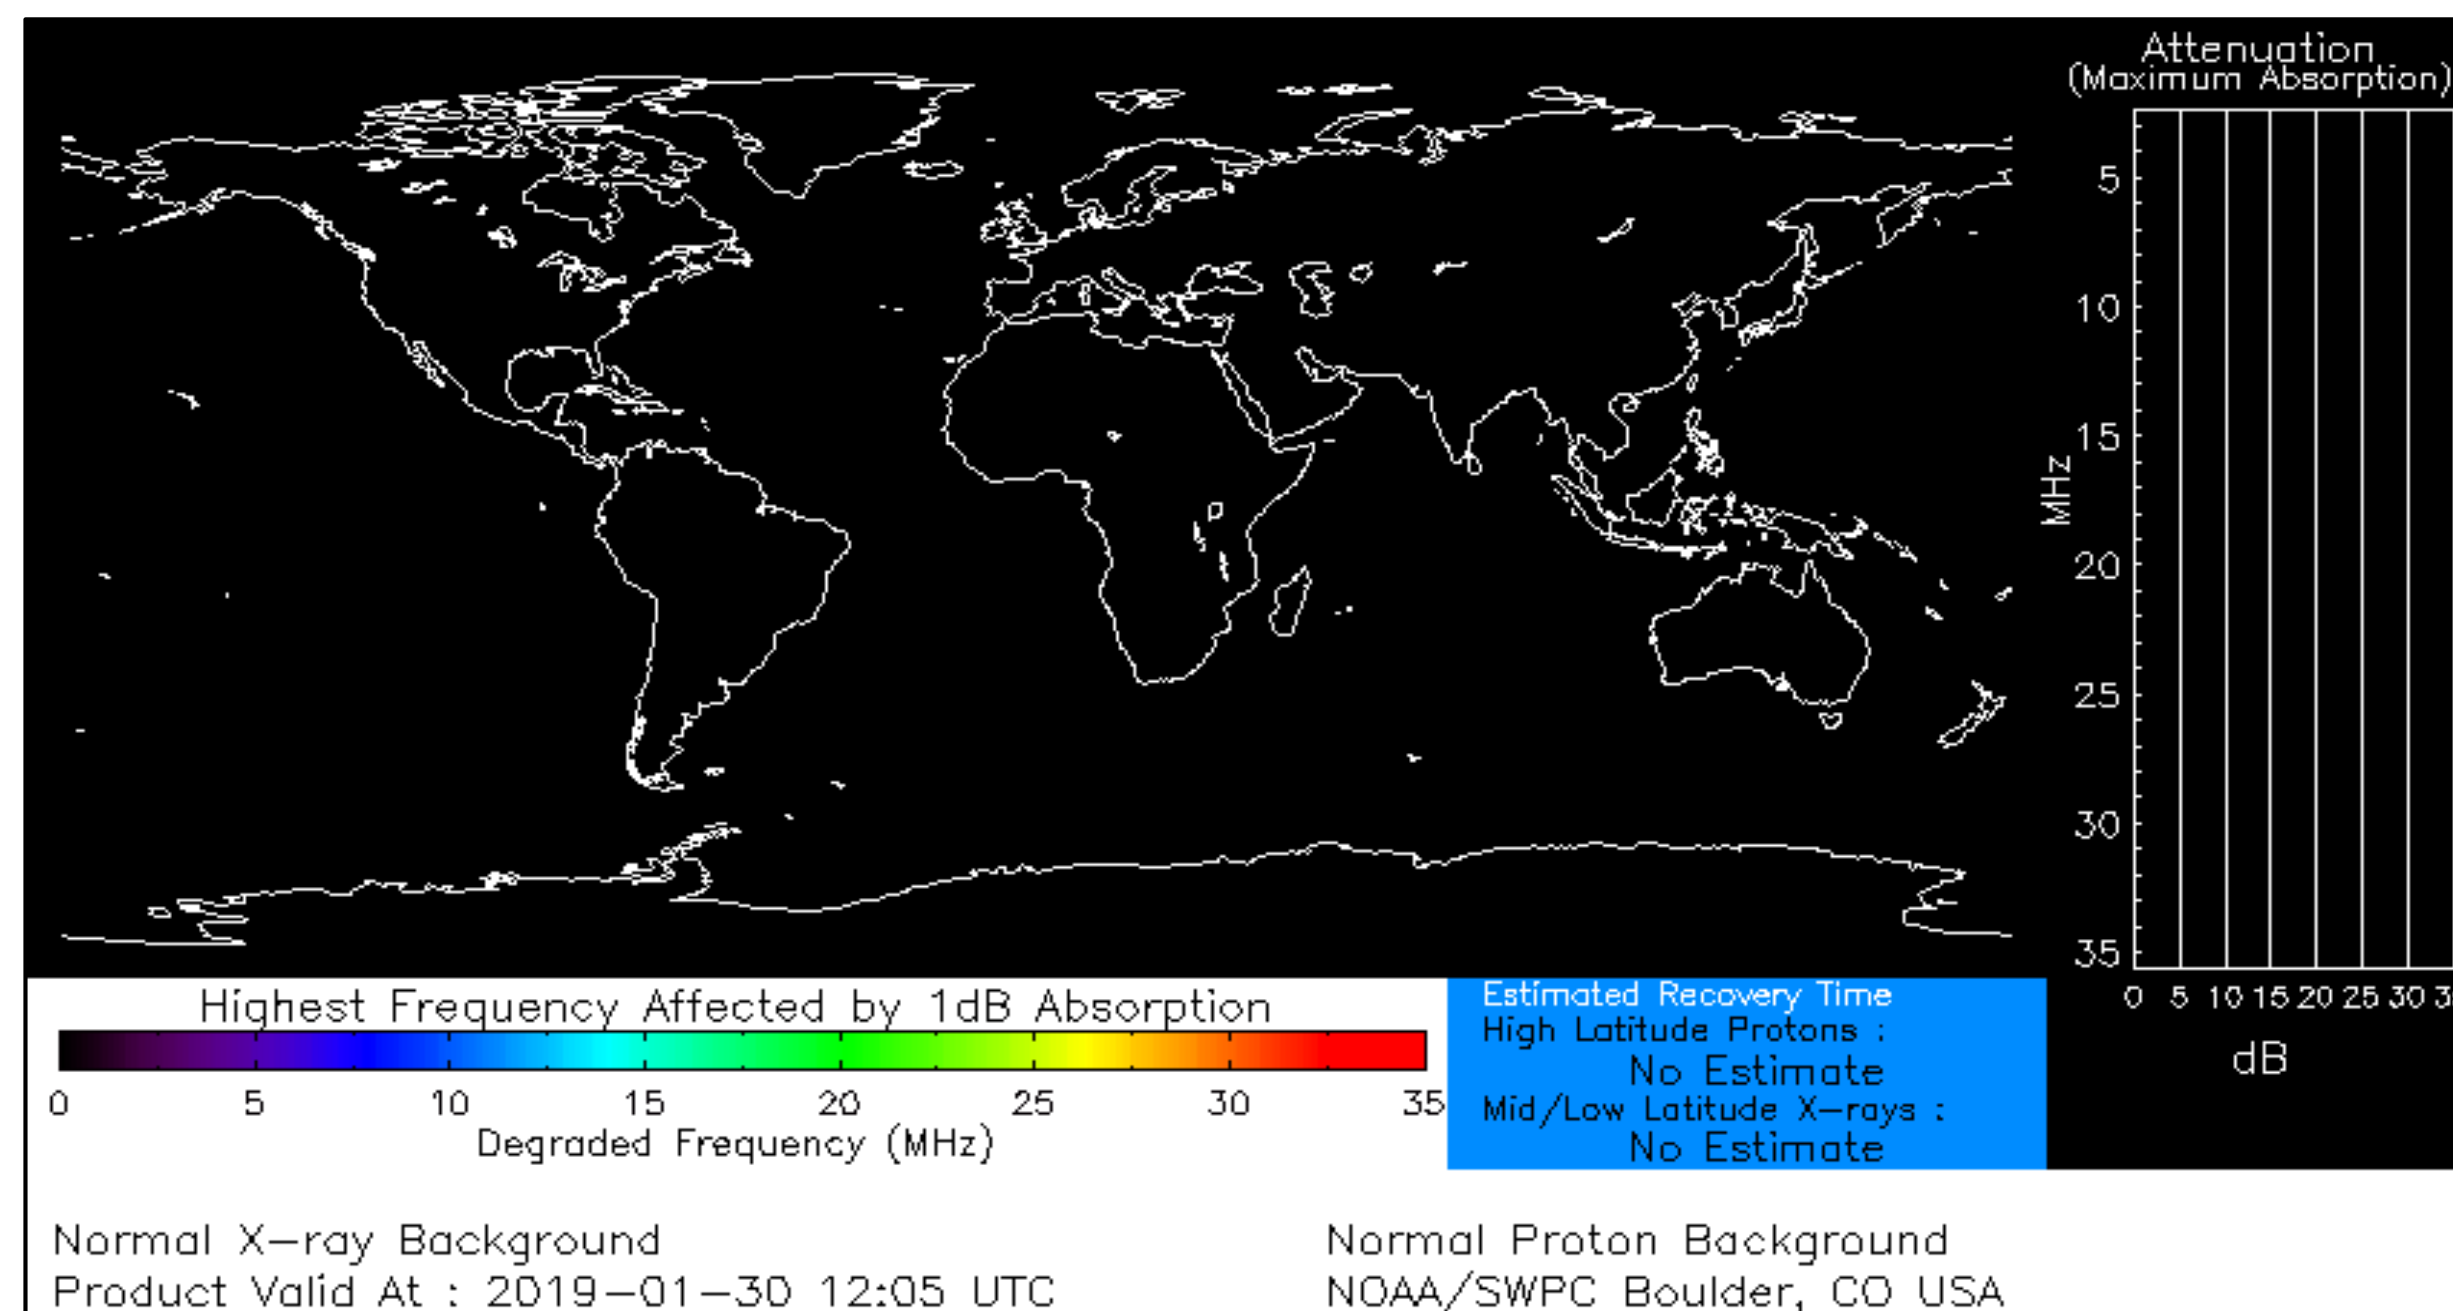 Attenuation
(Maximum Absorption)
5
10
15
20
25
30
35
MHz
0 5 10 15 20 25 30
dB
Highest Frequency Affected by 1dB Absorption
0 5 10 15 20 25 30 35
Degraded Frequency (MHz)
Estimated Recovery Time
High Latitude Protons :
No Estimate
Mid/Low Latitude X-rays :
No Estimate
Normal X-ray Background
Normal Proton Background
Product Valid At : 2019-01-30 12:05 UTC
NOAA/SWPC Boulder, CO USA